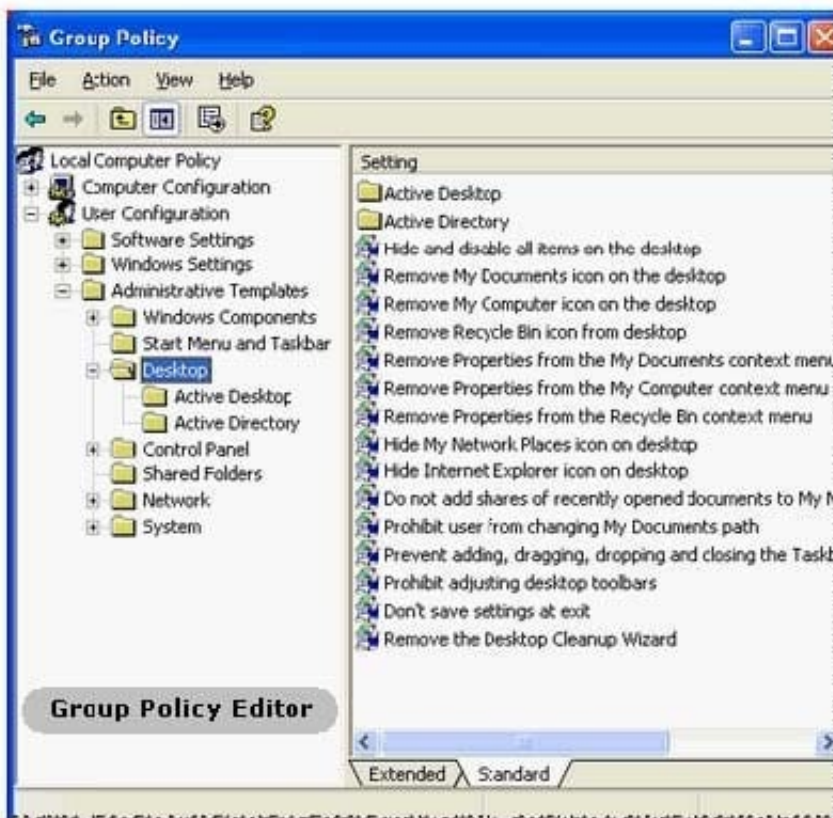 Group Policy
File Action View Help
Local Computer Policy
Computer Configuration
User Configuration
Software Settings
Windows Settings
Administrative Templates
Windows Components
Start Menu and Taskbar
Desktop
Active Desktop
Active Directory
Control Panel
Shared Folders
Network
System
Group Policy Editor
Setting
Active Desktop
Active Directory
Hide and disable all items on the desktop
Remove My Documents icon on the desktop
Remove My Computer icon on the desktop
Remove Recycle Bin icon from desktop
Remove Properties from the My Documents context menu
Remove Properties from the My Computer context menu
Remove Properties from the Recycle Bin context menu
Hide My Network Places icon on desktop
Hide Internet Explorer icon on desktop
Do not add shares of recently opened documents to My
Prohibit user from changing My Documents path
Prevent adding, dragging, dropping and closing the
Prohibit adjusting desktop toolbars
Don't save settings at exit
Remove the Desktop Cleanup Wizard
Extended Standard